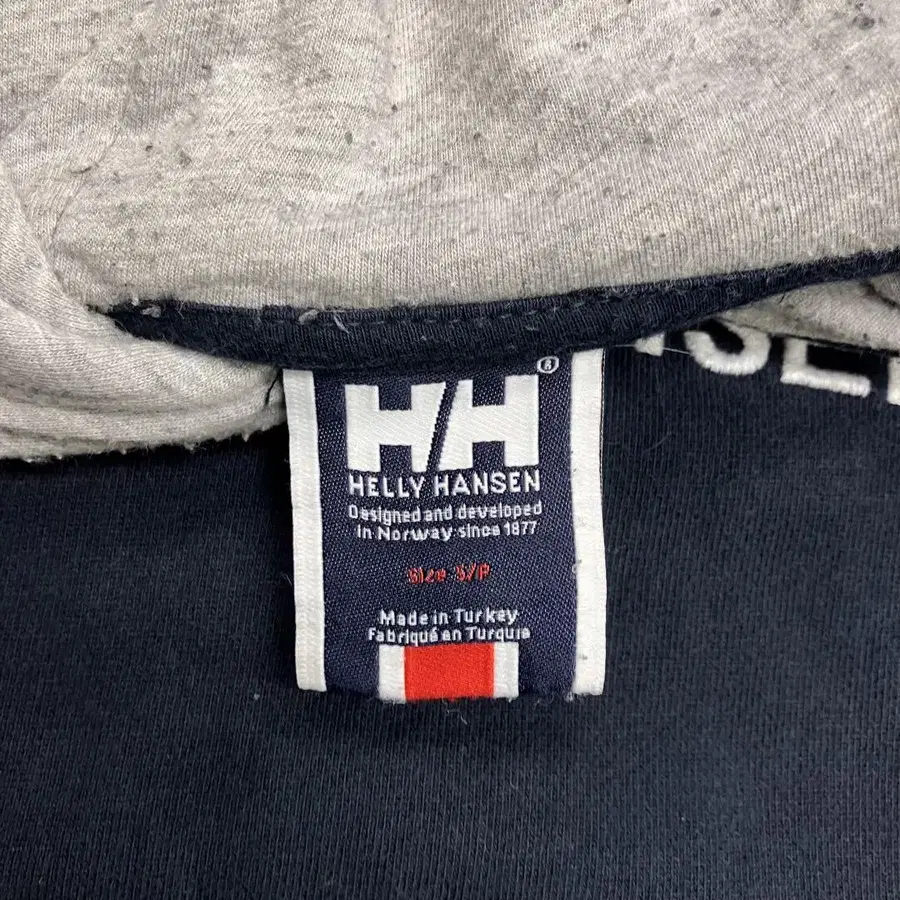 HH®
HELLY HANSEN
Designed and developed
in Norway since 1877
Size S/P
Made in Turkey
Fabriqué en Turquie